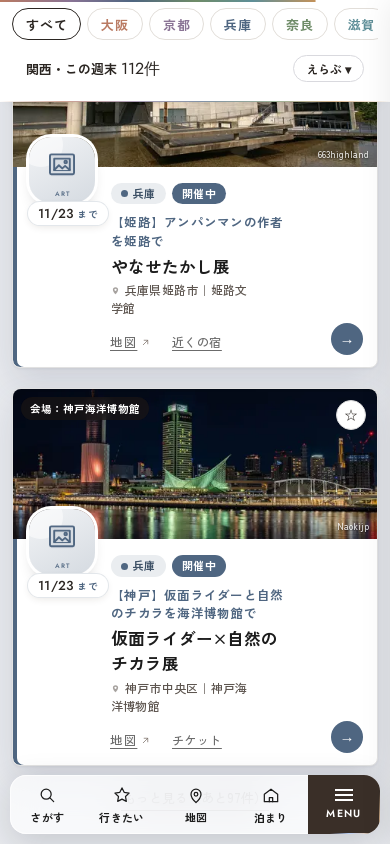 すべて
大阪
京都
兵庫
奈良
滋賀
関西・この週末 112件
えらぶ ▾
663highland
ART
11/23 まで
兵庫
開催中
【姫路】アンパンマンの作者
を姫路で
やなせたかし展
兵庫県姫路市｜姫路文
学館
地図 ↗
近くの宿
→
会場：神戸海洋博物館
☆
Naokijp
ART
11/23 まで
兵庫
開催中
【神戸】仮面ライダーと自然
のチカラを海洋博物館で
仮面ライダー×自然の
チカラ展
神戸市中央区｜神戸海
洋博物館
地図 ↗
チケット
→
さがす
行きたい
地図
泊まり
MENU